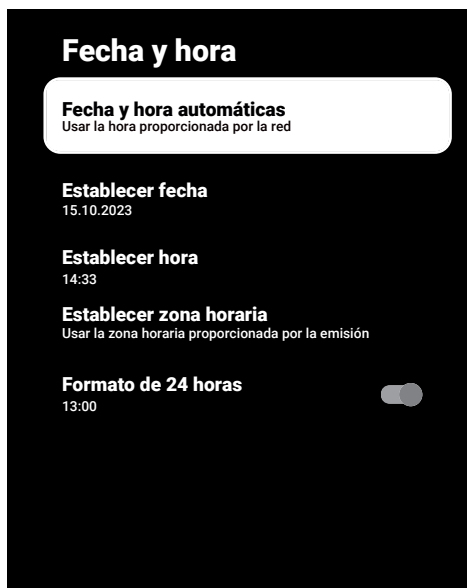 Fecha y hora
Fecha y hora automáticas
Usar la hora proporcionada por la red
Establecer fecha
15.10.2023
Establecer hora
14:33
Establecer zona horaria
Usar la zona horaria proporcionada por la emisión
Formato de 24 horas
13:00